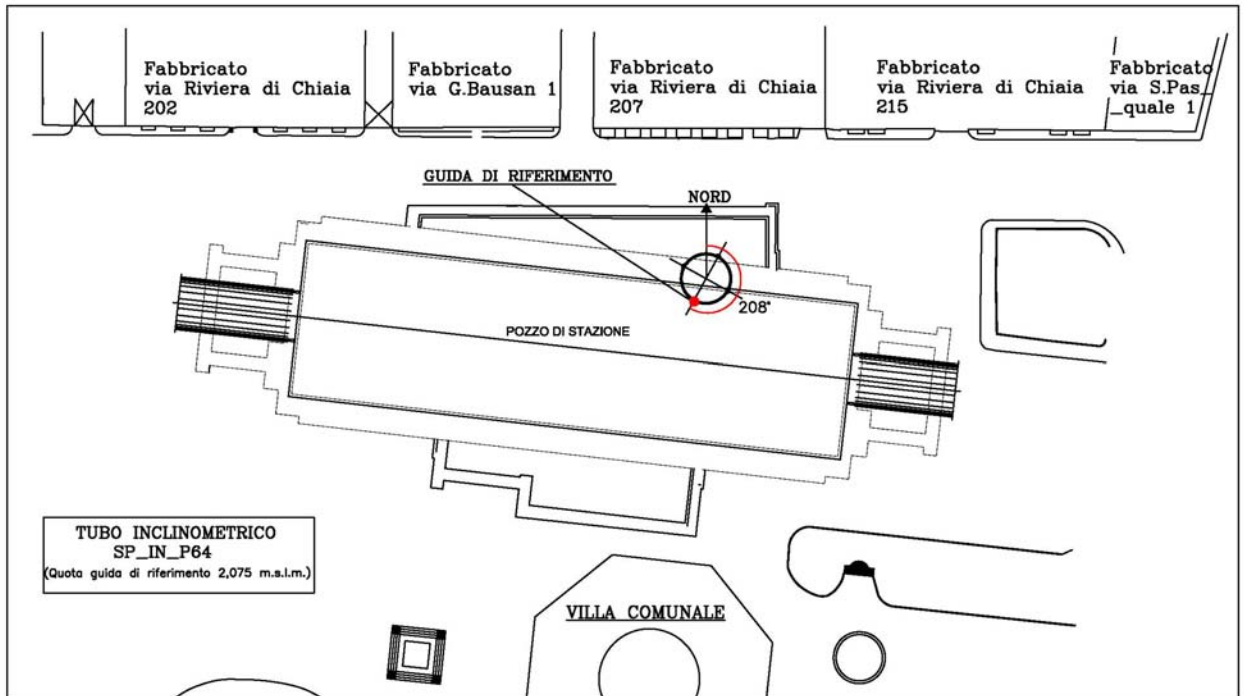 Fabbricato
via Riviera di Chiaia
202
Fabbricato
via G.Bausan 1
Fabbricato
via Riviera di Chiaia
207
Fabbricato
via Riviera di Chiaia
215
Fabbricato
via S.Pas_
_quale 1
GUIDA DI RIFERIMENTO
NORD
208°
POZZO DI STAZIONE
TUBO INCLINOMETRICO
SP_IN_P64
(Quota guida di riferimento 2,075 m.s.l.m.)
VILLA COMUNALE